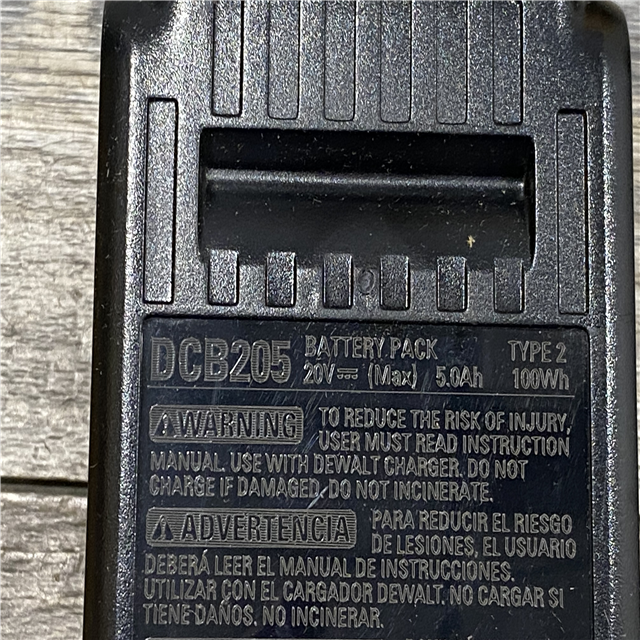 DCB205 BATTERY PACK TYPE 2
20V⎓ (Max) 5.0Ah 100Wh
⚠WARNING TO REDUCE THE RISK OF INJURY,
USER MUST READ INSTRUCTION
MANUAL. USE WITH DEWALT CHARGER. DO NOT
CHARGE IF DAMAGED. DO NOT INCINERATE.
⚠ADVERTENCIA PARA REDUCIR EL RIESGO
DE LESIONES, EL USUARIO
DEBERÁ LEER EL MANUAL DE INSTRUCCIONES.
UTILIZAR CON EL CARGADOR DEWALT. NO CARGAR SI
TIENE DAÑOS, NO INCINERAR.